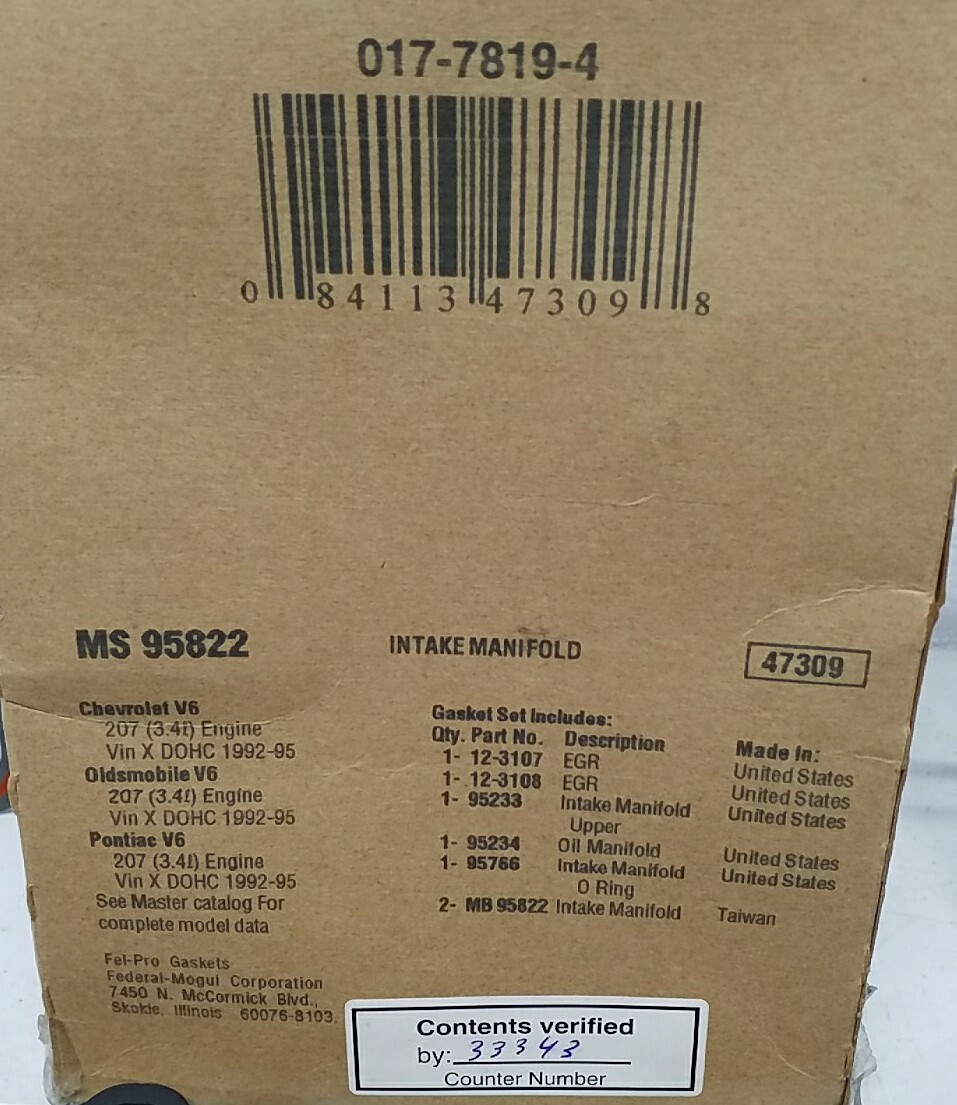 017-7819-4
0 84113 47309 8
MS 95822
INTAKE MANIFOLD
47309
Chevrolet V6
207 (3.4ℓ) Engine
Vin X DOHC 1992-95
Oldsmobile V6
207 (3.4ℓ) Engine
Vin X DOHC 1992-95
Pontiac V6
207 (3.4ℓ) Engine
Vin X DOHC 1992-95
See Master catalog For
complete model data
Gasket Set Includes:
Qty. Part No. Description Made In:
1- 12-3107 EGR United States
1- 12-3108 EGR United States
1- 95233 Intake Manifold United States
Upper
1- 95234 Oil Manifold United States
1- 95766 Intake Manifold United States
O Ring
2- MB 95822 Intake Manifold Taiwan
Fel-Pro Gaskets
Federal-Mogul Corporation
7450 N. McCormick Blvd.,
Skokie, Illinois 60076-8103.
Contents verified
by: 33343
Counter Number